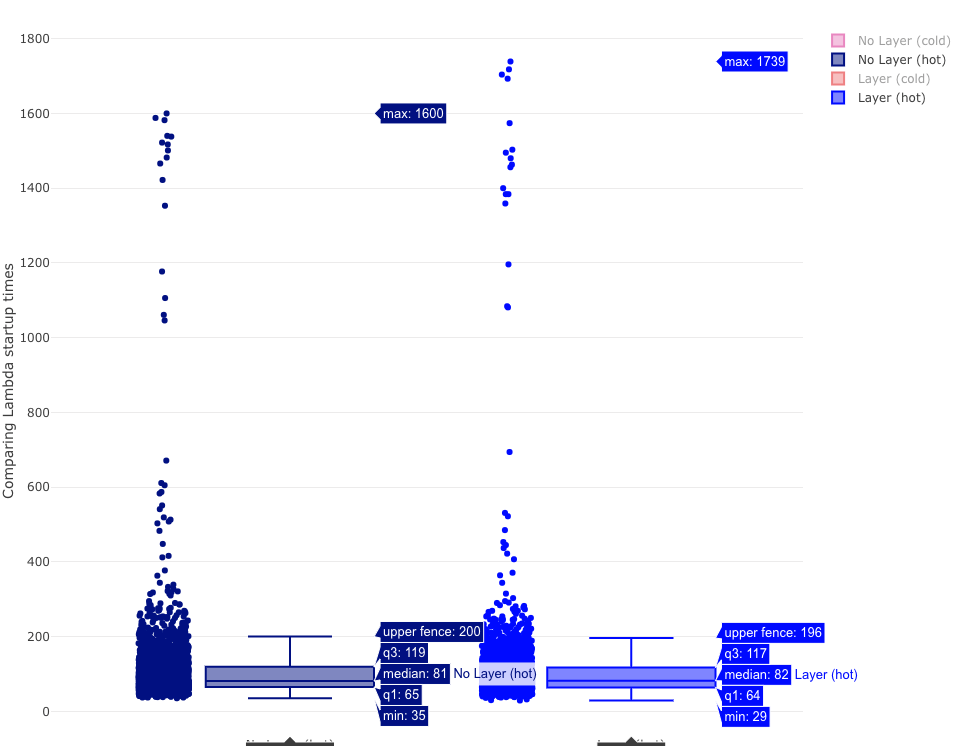 1800
1600
1400
1200
1000
800
600
400
200
0
Comparing Lambda startup times
max: 1600
upper fence: 200
q3: 119
median: 81 No Layer (hot)
q1: 65
min: 35
max: 1739
upper fence: 196
q3: 117
median: 82 Layer (hot)
q1: 64
min: 29
No Layer (cold)
No Layer (hot)
Layer (cold)
Layer (hot)